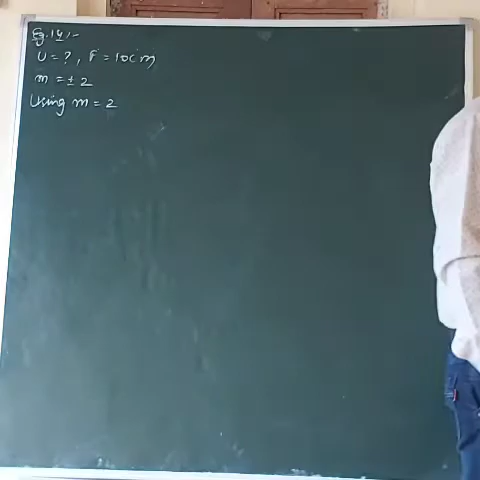 Eg.14:-
U = ?, f = 10cm
m = ± 2
Using m = 2